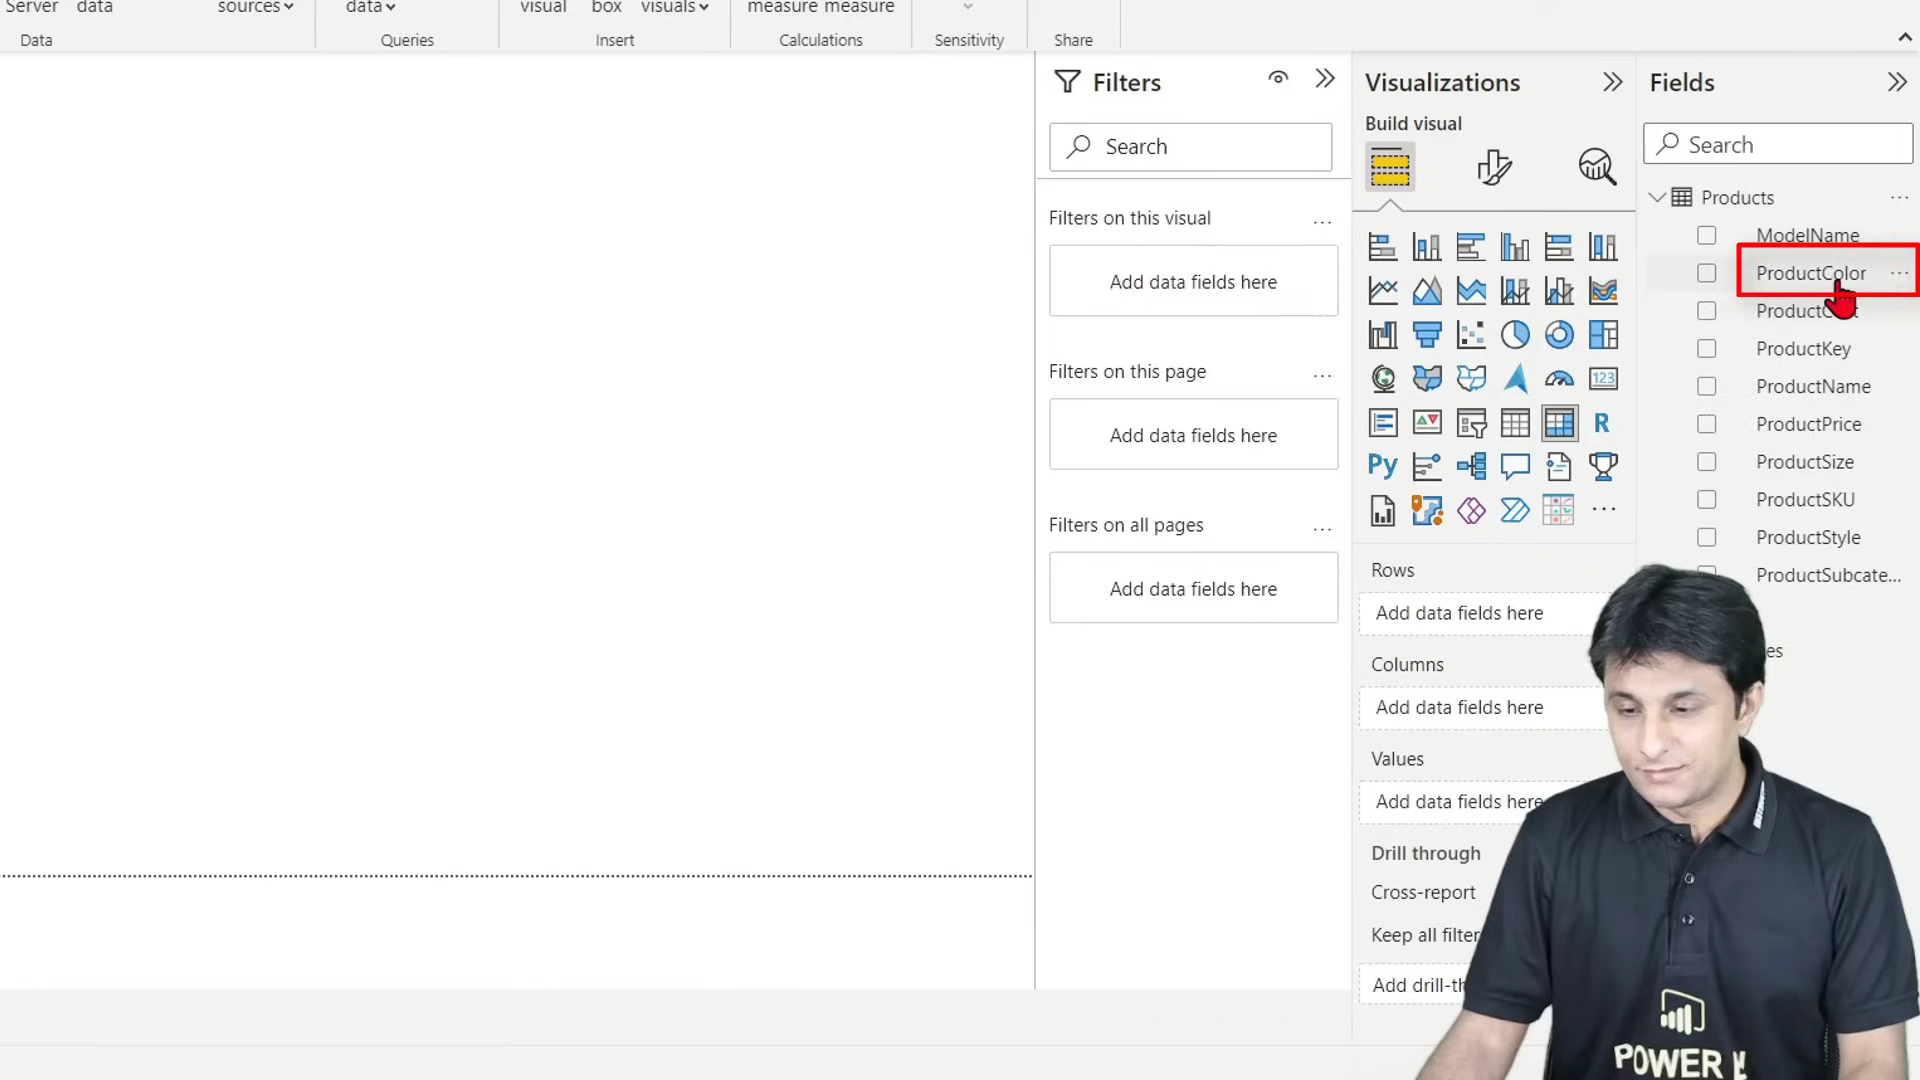 Server data sources data visual box visuals measure measure
Data Queries Insert Calculations Sensitivity Share
Filters
Search
Filters on this visual ...
Add data fields here
Filters on this page ...
Add data fields here
Filters on all pages ...
Add data fields here
Visualizations
Build visual
123
R
Py
...
Rows
Add data fields here
Columns
Add data fields here
Values
Add data fields here
Drill through
Cross-report
Keep all filter
Add drill-th
Fields
Search
Products ...
ModelName
ProductColor ...
ProductKey
ProductName
ProductPrice
ProductSize
ProductSKU
ProductStyle
ProductSubcate...
POWER